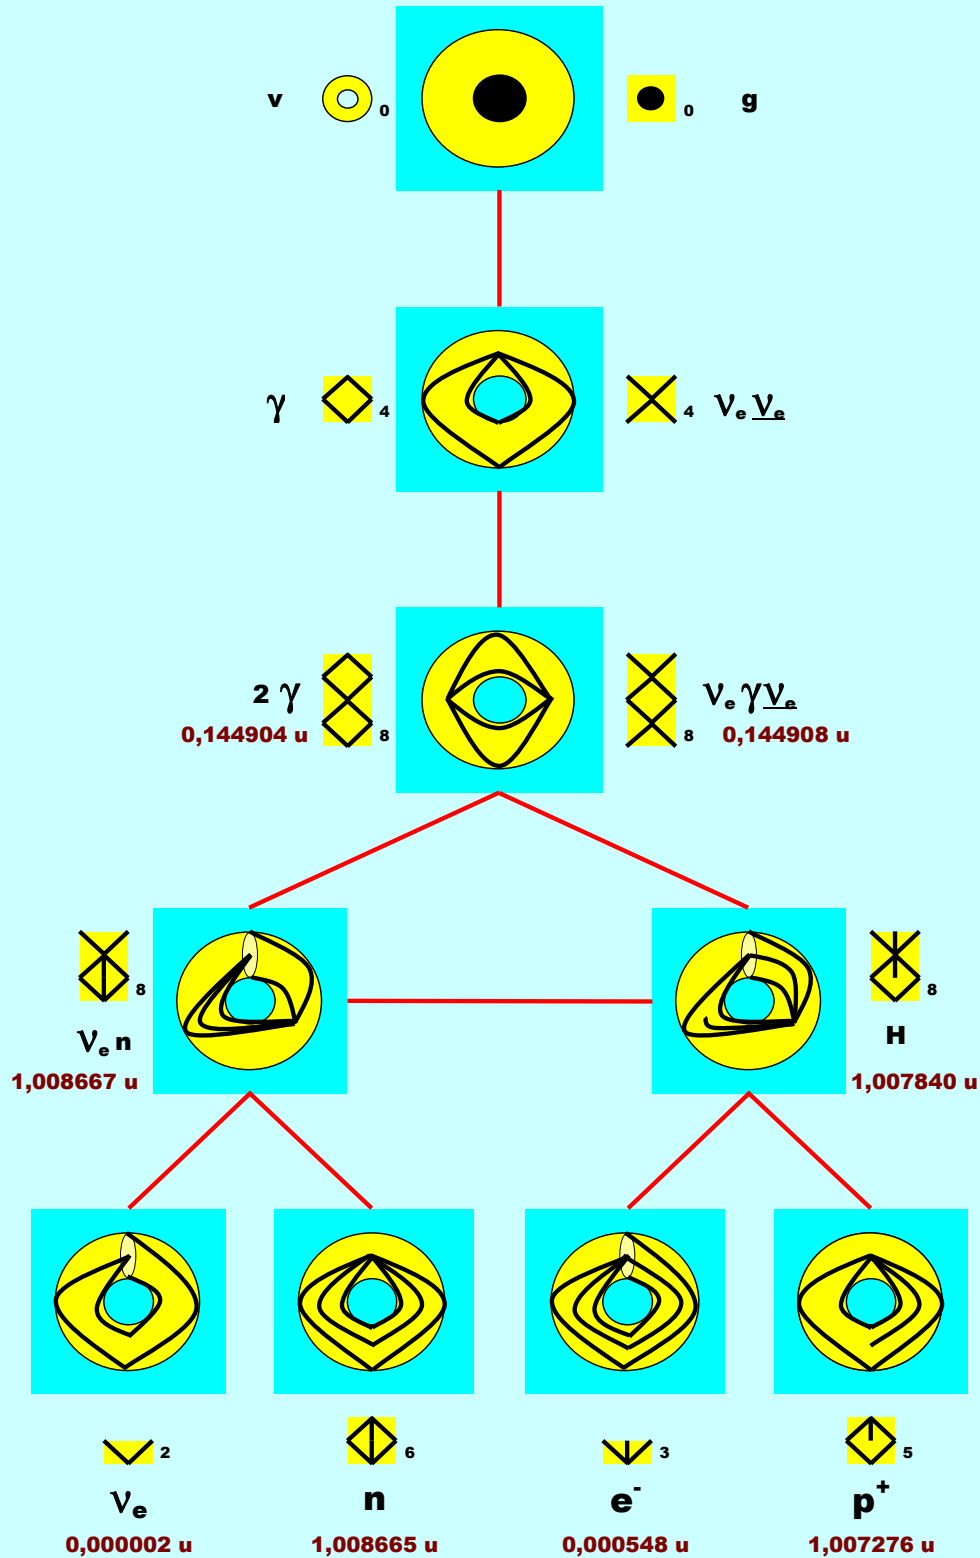 v 0 0 g
γ 4 4 νe νe
2 γ 8 νe γ νe
0,144904 u 8 0,144908 u
8 8
νe n H
1,008667 u 1,007840 u
2 6 3 5
νe n e- p+
0,000002 u 1,008665 u 0,000548 u 1,007276 u